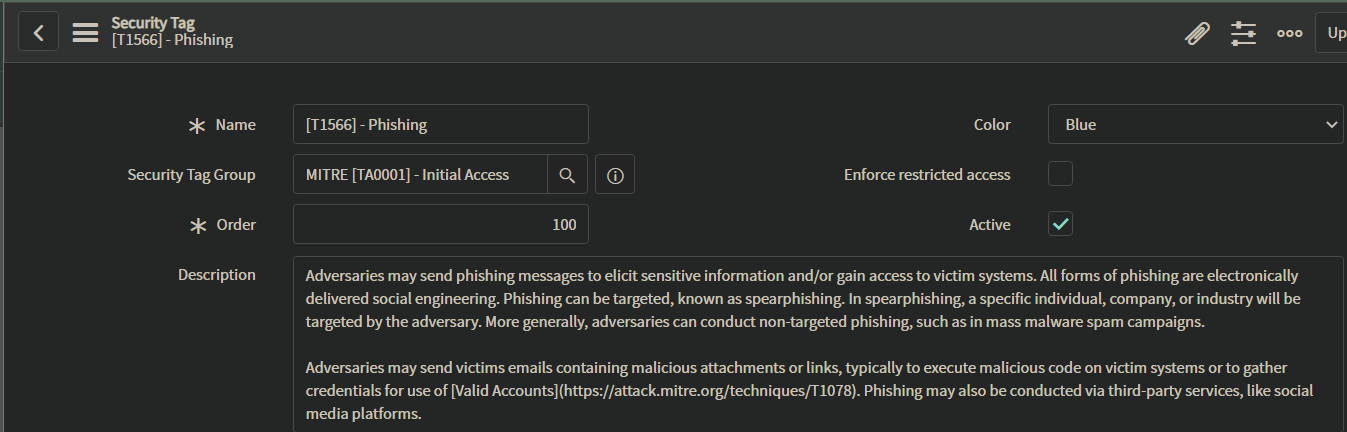 Security Tag
[T1566] - Phishing
Up
Name
[T1566] - Phishing
Color
Blue
Security Tag Group
MITRE [TA0001] - Initial Access
Enforce restricted access
Order
100
Active
Description
Adversaries may send phishing messages to elicit sensitive information and/or gain access to victim systems. All forms of phishing are electronically
delivered social engineering. Phishing can be targeted, known as spearphishing. In spearphishing, a specific individual, company, or industry will be
targeted by the adversary. More generally, adversaries can conduct non-targeted phishing, such as in mass malware spam campaigns.
Adversaries may send victims emails containing malicious attachments or links, typically to execute malicious code on victim systems or to gather
credentials for use of [Valid Accounts](https://attack.mitre.org/techniques/T1078). Phishing may also be conducted via third-party services, like social
media platforms.